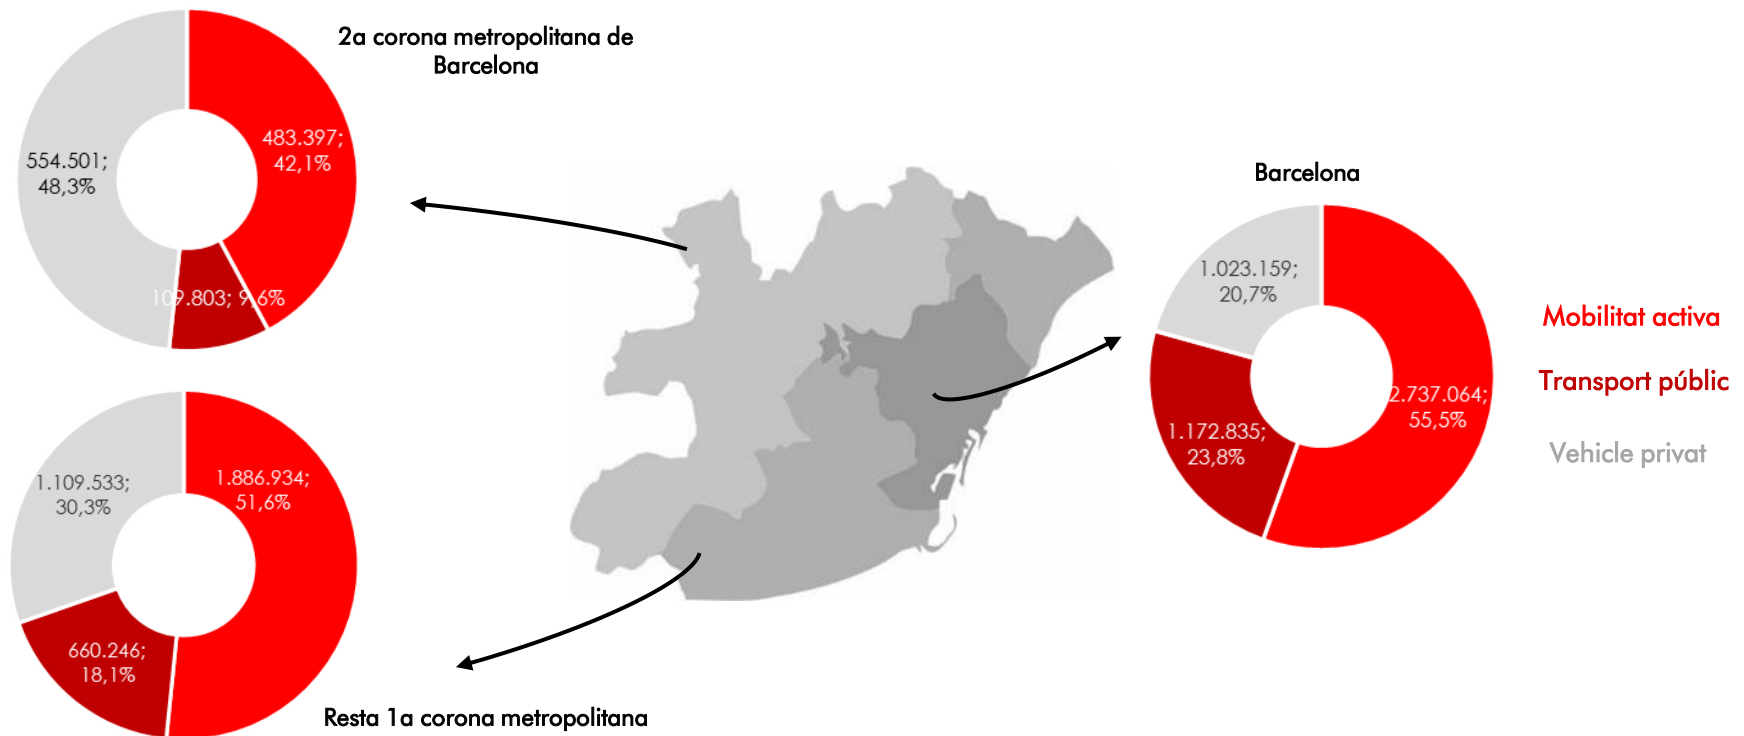 2a corona metropolitana de
Barcelona
483.397;
42,1%
554.501;
48,3%
109.803; 9,6%
Barcelona
1.023.159;
20,7%
2.737.064;
55,5%
1.172.835;
23,8%
Mobilitat activa
Transport públic
Vehicle privat
1.109.533;
30,3%
1.886.934;
51,6%
660.246;
18,1%
Resta 1a corona metropolitana